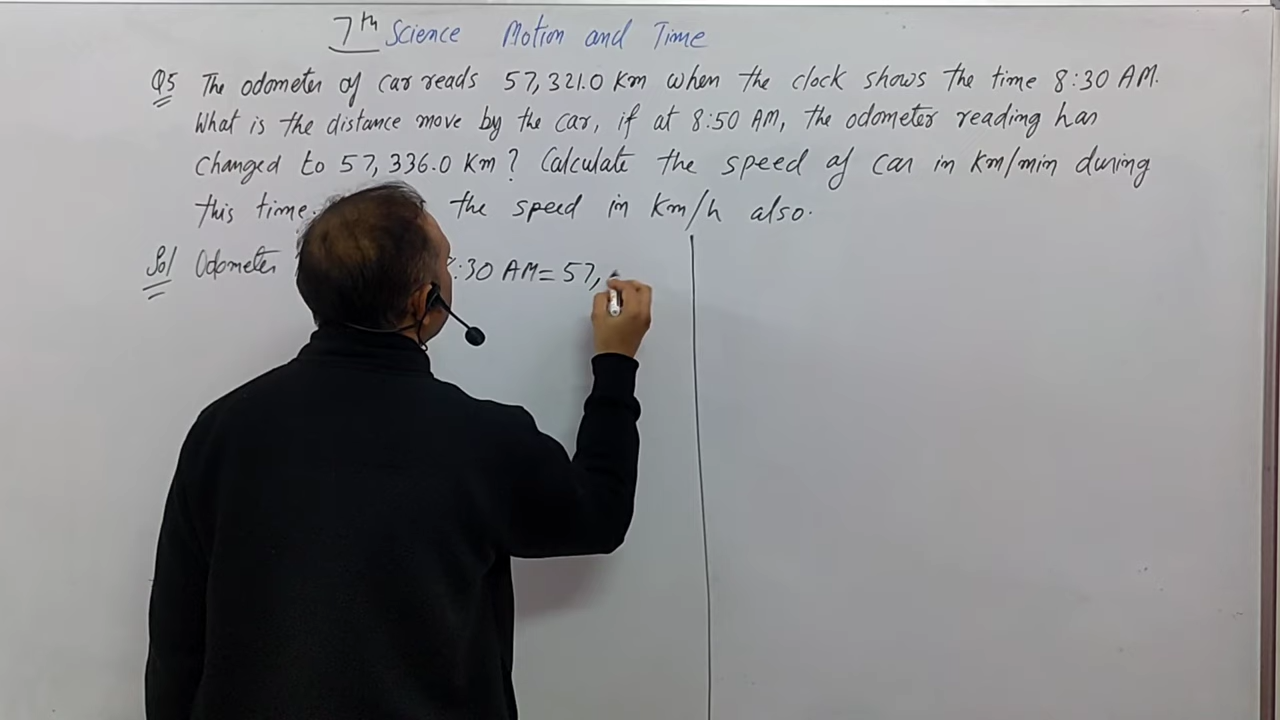 7th Science Motion and Time
Q5 The odometer of car reads 57,321.0 Km when the clock shows the time 8:30 AM.
What is the distance move by the car, if at 8:50 AM, the odometer reading has
changed to 57,336.0 Km? Calculate the speed of car in Km/min during
this time. the speed in Km/h also.
Sol Odometer :30 AM = 57,